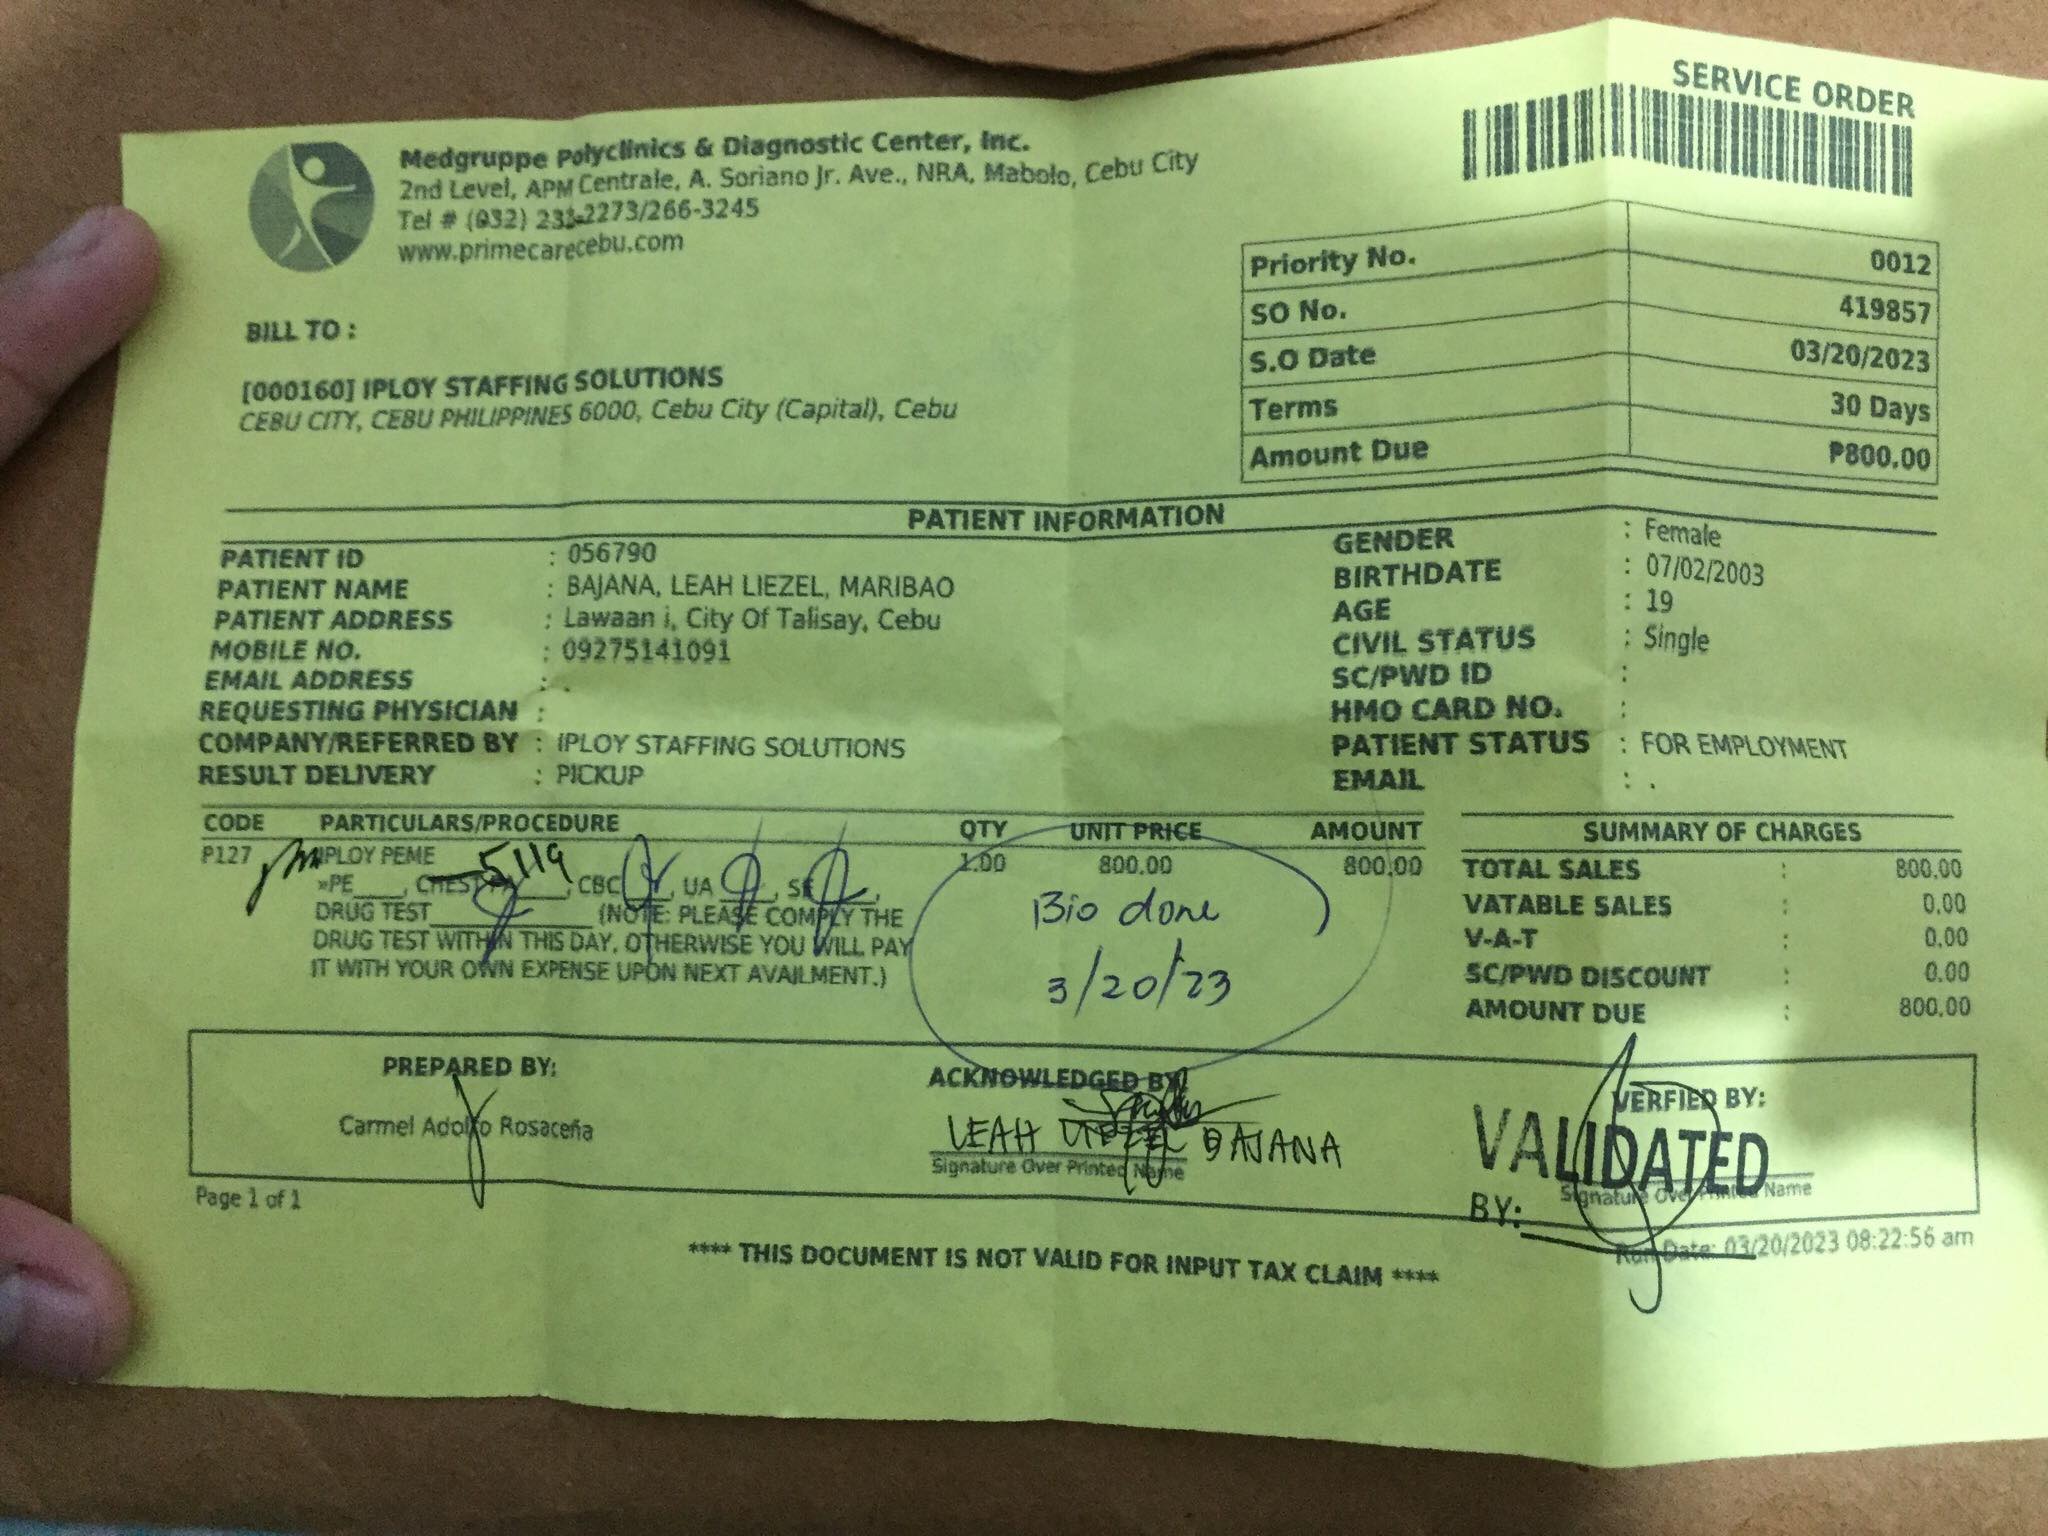 SERVICE ORDER
Medgruppe Polyclinics & Diagnostic Center, Inc.
2nd Level, APM Centrale, A. Soriano Jr. Ave., NRA, Mabolo, Cebu City
Tel # (032) 233-2273/266-3245
www.primecarecebu.com
Priority No. 0012
SO No. 419857
S.O Date 03/20/2023
Terms 30 Days
Amount Due ₱800.00
BILL TO :
[000160] IPLOY STAFFING SOLUTIONS
CEBU CITY, CEBU PHILIPPINES 6000, Cebu City (Capital), Cebu
PATIENT INFORMATION
PATIENT ID : 056790
PATIENT NAME : BAJANA, LEAH LIEZEL, MARIBAO
PATIENT ADDRESS : Lawaan i, City Of Talisay, Cebu
MOBILE NO. : 09275141091
EMAIL ADDRESS : .
REQUESTING PHYSICIAN :
COMPANY/REFERRED BY : IPLOY STAFFING SOLUTIONS
RESULT DELIVERY : PICKUP
GENDER : Female
BIRTHDATE : 07/02/2003
AGE : 19
CIVIL STATUS : Single
SC/PWD ID :
HMO CARD NO. :
PATIENT STATUS : FOR EMPLOYMENT
EMAIL : .
CODE PARTICULARS/PROCEDURE QTY UNIT PRICE AMOUNT
P127 IPLOY PEME 1.00 800.00 800.00
5119
»PE____, CHEST, CBC____, UA____, SE____,
DRUG TEST____ (NOTE: PLEASE COMPLY THE
DRUG TEST WITHIN THIS DAY. OTHERWISE YOU WILL PAY
IT WITH YOUR OWN EXPENSE UPON NEXT AVAILMENT.)
Bio done
3/20/23
SUMMARY OF CHARGES
TOTAL SALES : 800.00
VATABLE SALES : 0.00
V-A-T : 0.00
SC/PWD DISCOUNT : 0.00
AMOUNT DUE : 800.00
PREPARED BY:
Carmel Adolfo Rosaceña
ACKNOWLEDGED BY:
LEAH LIEZEL BAJANA
Signature Over Printed Name
VERFIED BY:
VALIDATED
Signature Over Printed Name
BY:
Page 1 of 1
Run Date: 03/20/2023 08:22:56 am
**** THIS DOCUMENT IS NOT VALID FOR INPUT TAX CLAIM ****